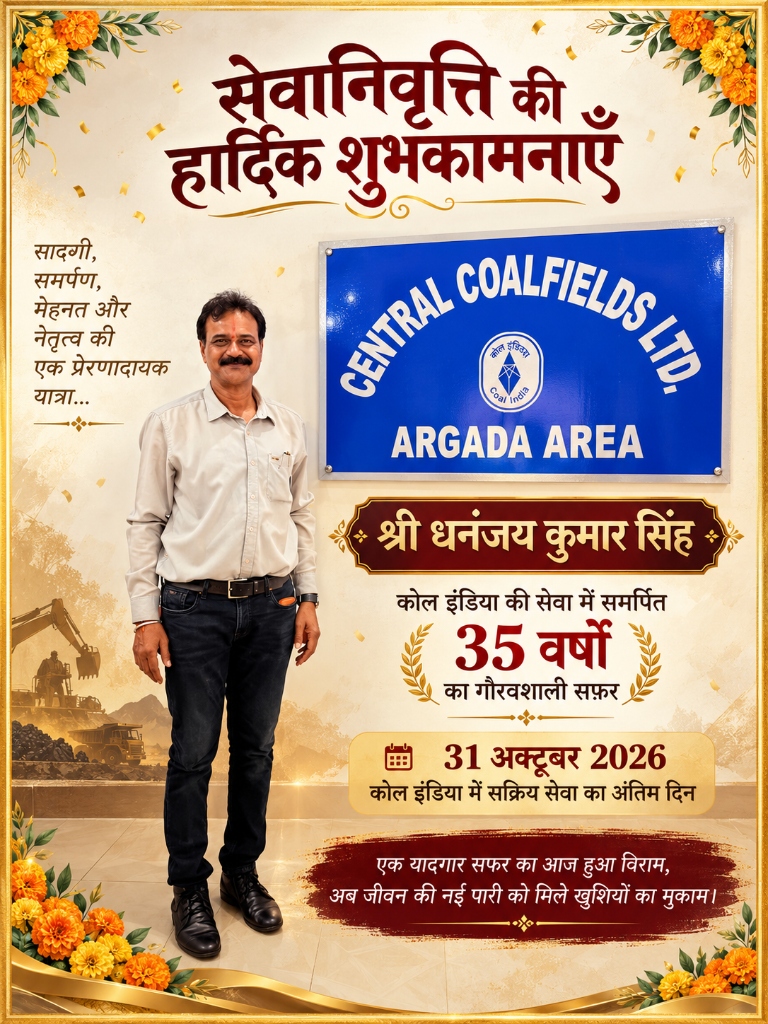 सेवानिवृत्ति की
हार्दिक शुभकामनाएँ
सादगी,
समर्पण,
मेहनत और
नेतृत्व की
एक प्रेरणादायक
यात्रा...
CENTRAL COALFIELDS LTD.
कोल इंडिया
Coal India
ARGADA AREA
श्री धनंजय कुमार सिंह
कोल इंडिया की सेवा में समर्पित
35 वर्षों
का गौरवशाली सफ़र
31 अक्टूबर 2026
कोल इंडिया में सक्रिय सेवा का अंतिम दिन
एक यादगार सफर का आज हुआ विराम,
अब जीवन की नई पारी को मिले खुशियों का मुकाम।